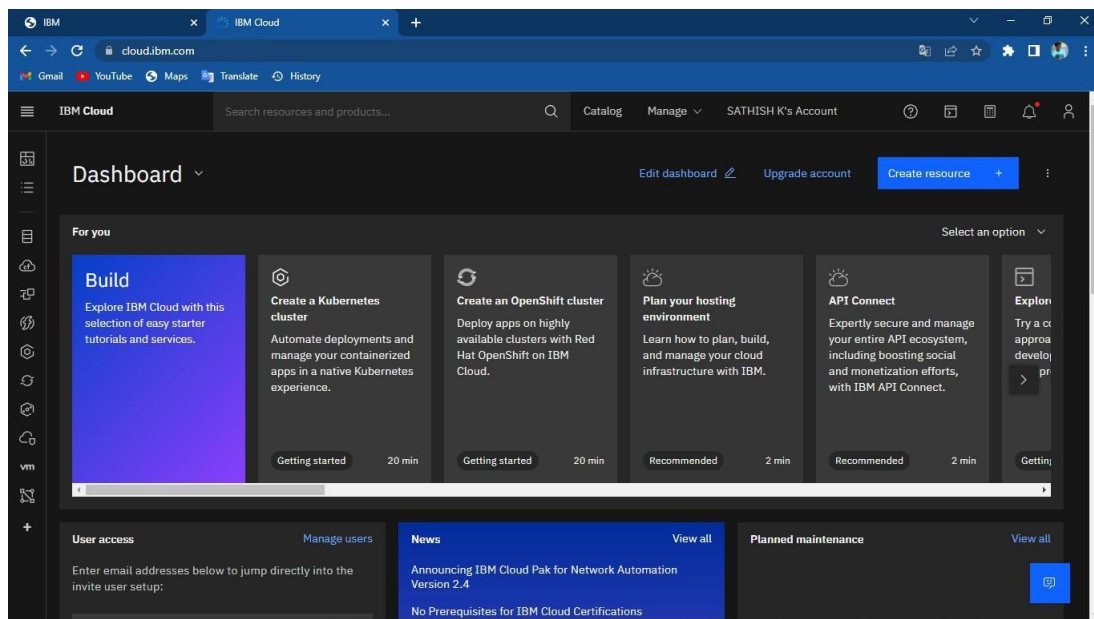 IBM
IBM Cloud
cloud.ibm.com
Gmail YouTube Maps Translate History
IBM Cloud
Search resources and products...
Catalog
Manage
SATHISH K's Account
Dashboard
Edit dashboard
Upgrade account
Create resource +
For you
Select an option
Build
Explore IBM Cloud with this
selection of easy starter
tutorials and services.
Create a Kubernetes
cluster
Automate deployments and
manage your containerized
apps in a native Kubernetes
experience.
Getting started 20 min
Create an OpenShift cluster
Deploy apps on highly
available clusters with Red
Hat OpenShift on IBM
Cloud.
Getting started 20 min
Plan your hosting
environment
Learn how to plan, build,
and manage your cloud
infrastructure with IBM.
Recommended 2 min
API Connect
Expertly secure and manage
your entire API ecosystem,
including boosting social
and monetization efforts,
with IBM API Connect.
Recommended 2 min
Explor
Try a co
approa
develop
pr
Getting
vm
User access
Manage users
Enter email addresses below to jump directly into the
invite user setup:
News
View all
Announcing IBM Cloud Pak for Network Automation
Version 2.4
No Prerequisites for IBM Cloud Certifications
Planned maintenance
View all